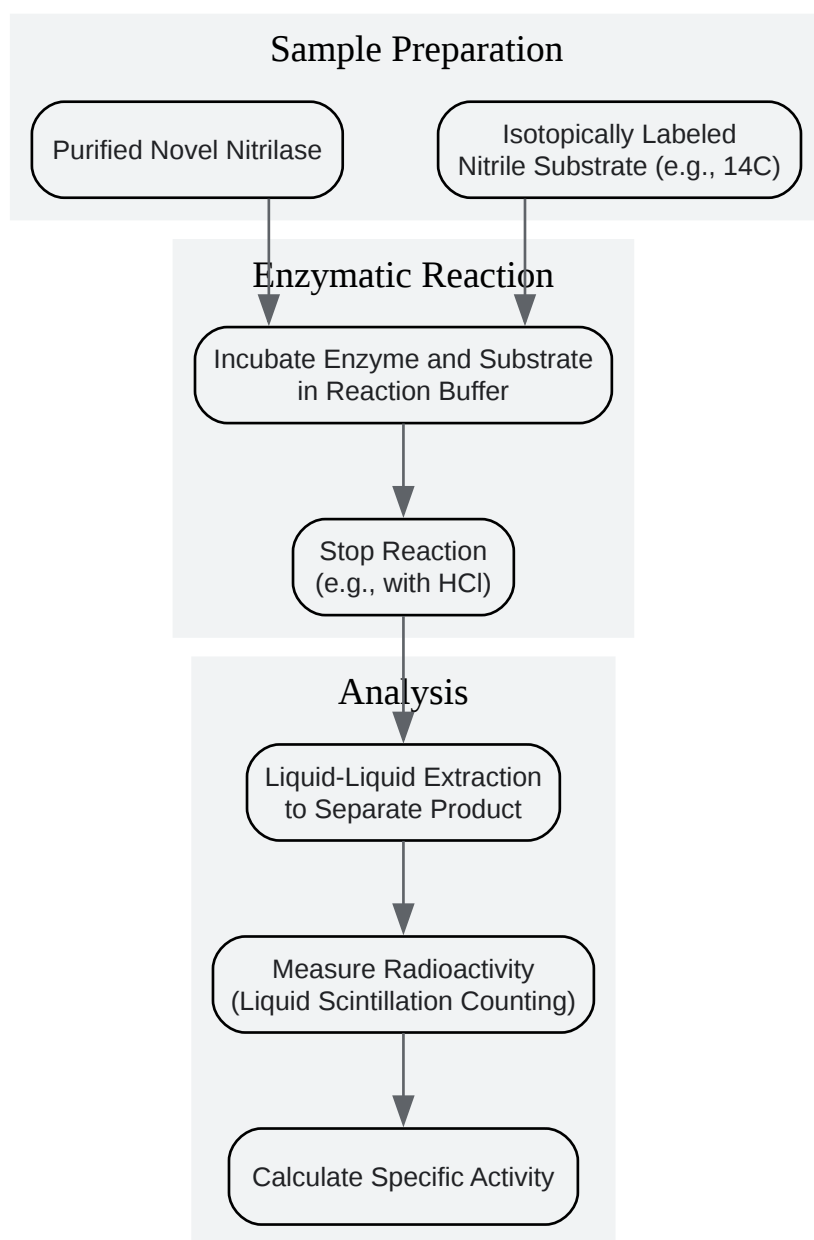 Sample Preparation
Purified Novel Nitrilase
Isotopically Labeled
Nitrile Substrate (e.g., 14C)
Enzymatic Reaction
Incubate Enzyme and Substrate
in Reaction Buffer
Stop Reaction
(e.g., with HCl)
Analysis
Liquid-Liquid Extraction
to Separate Product
Measure Radioactivity
(Liquid Scintillation Counting)
Calculate Specific Activity